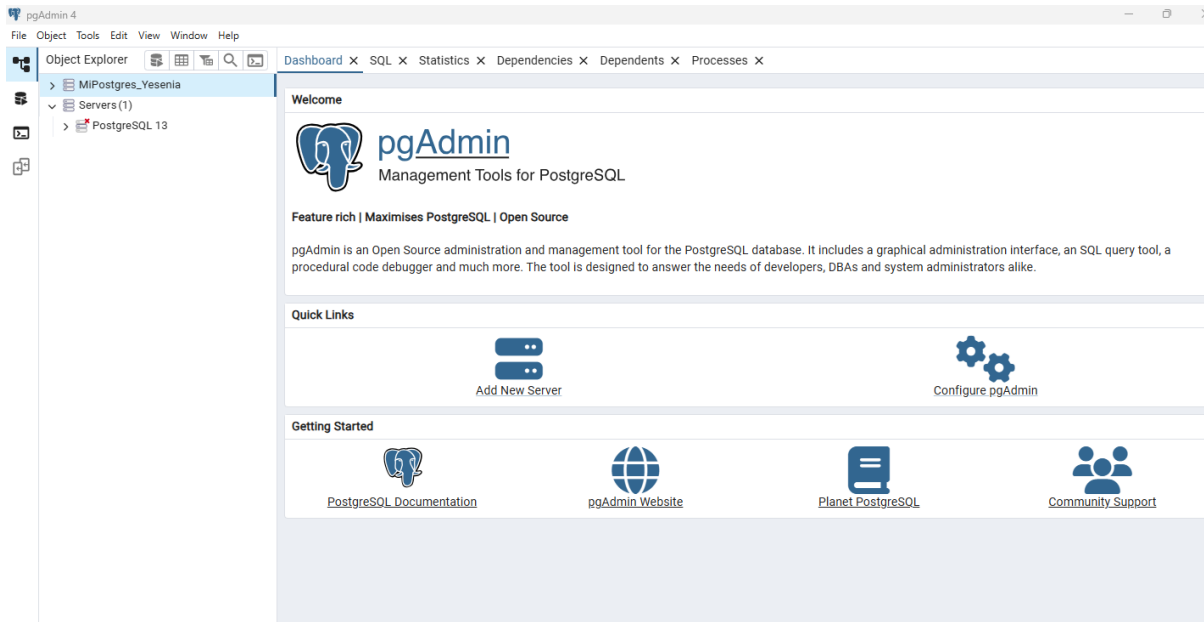 pgAdmin 4
File Object Tools Edit View Window Help
Object Explorer
Dashboard SQL Statistics Dependencies Dependents Processes
MiPostgres_Yesenia
Servers (1)
PostgreSQL 13
Welcome
pgAdmin
Management Tools for PostgreSQL
Feature rich | Maximises PostgreSQL | Open Source
pgAdmin is an Open Source administration and management tool for the PostgreSQL database. It includes a graphical administration interface, an SQL query tool, a
procedural code debugger and much more. The tool is designed to answer the needs of developers, DBAs and system administrators alike.
Quick Links
Add New Server
Configure pgAdmin
Getting Started
PostgreSQL Documentation
pgAdmin Website
Planet PostgreSQL
Community Support